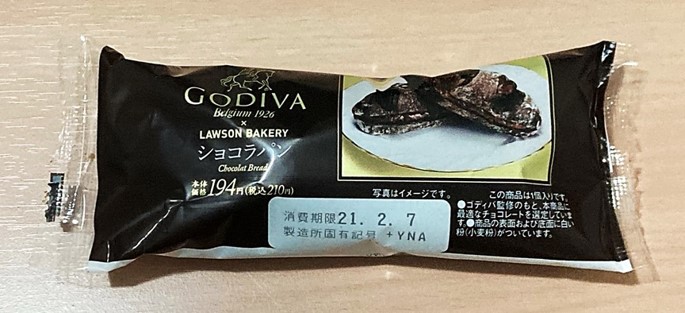 GODIVA
Belgium 1926
×
LAWSON BAKERY
ショコラパン
Chocolat Bread
本体価格 194円(税込210円)
写真はイメージです。
消費期限21. 2. 7
製造所固有記号 +YNA
この商品は1個入りです。
●ゴディバ監修のもと、本商品に
最適なチョコレートを選定していま
す。●商品の表面および底面に白い
粉(小麦粉)がついています。